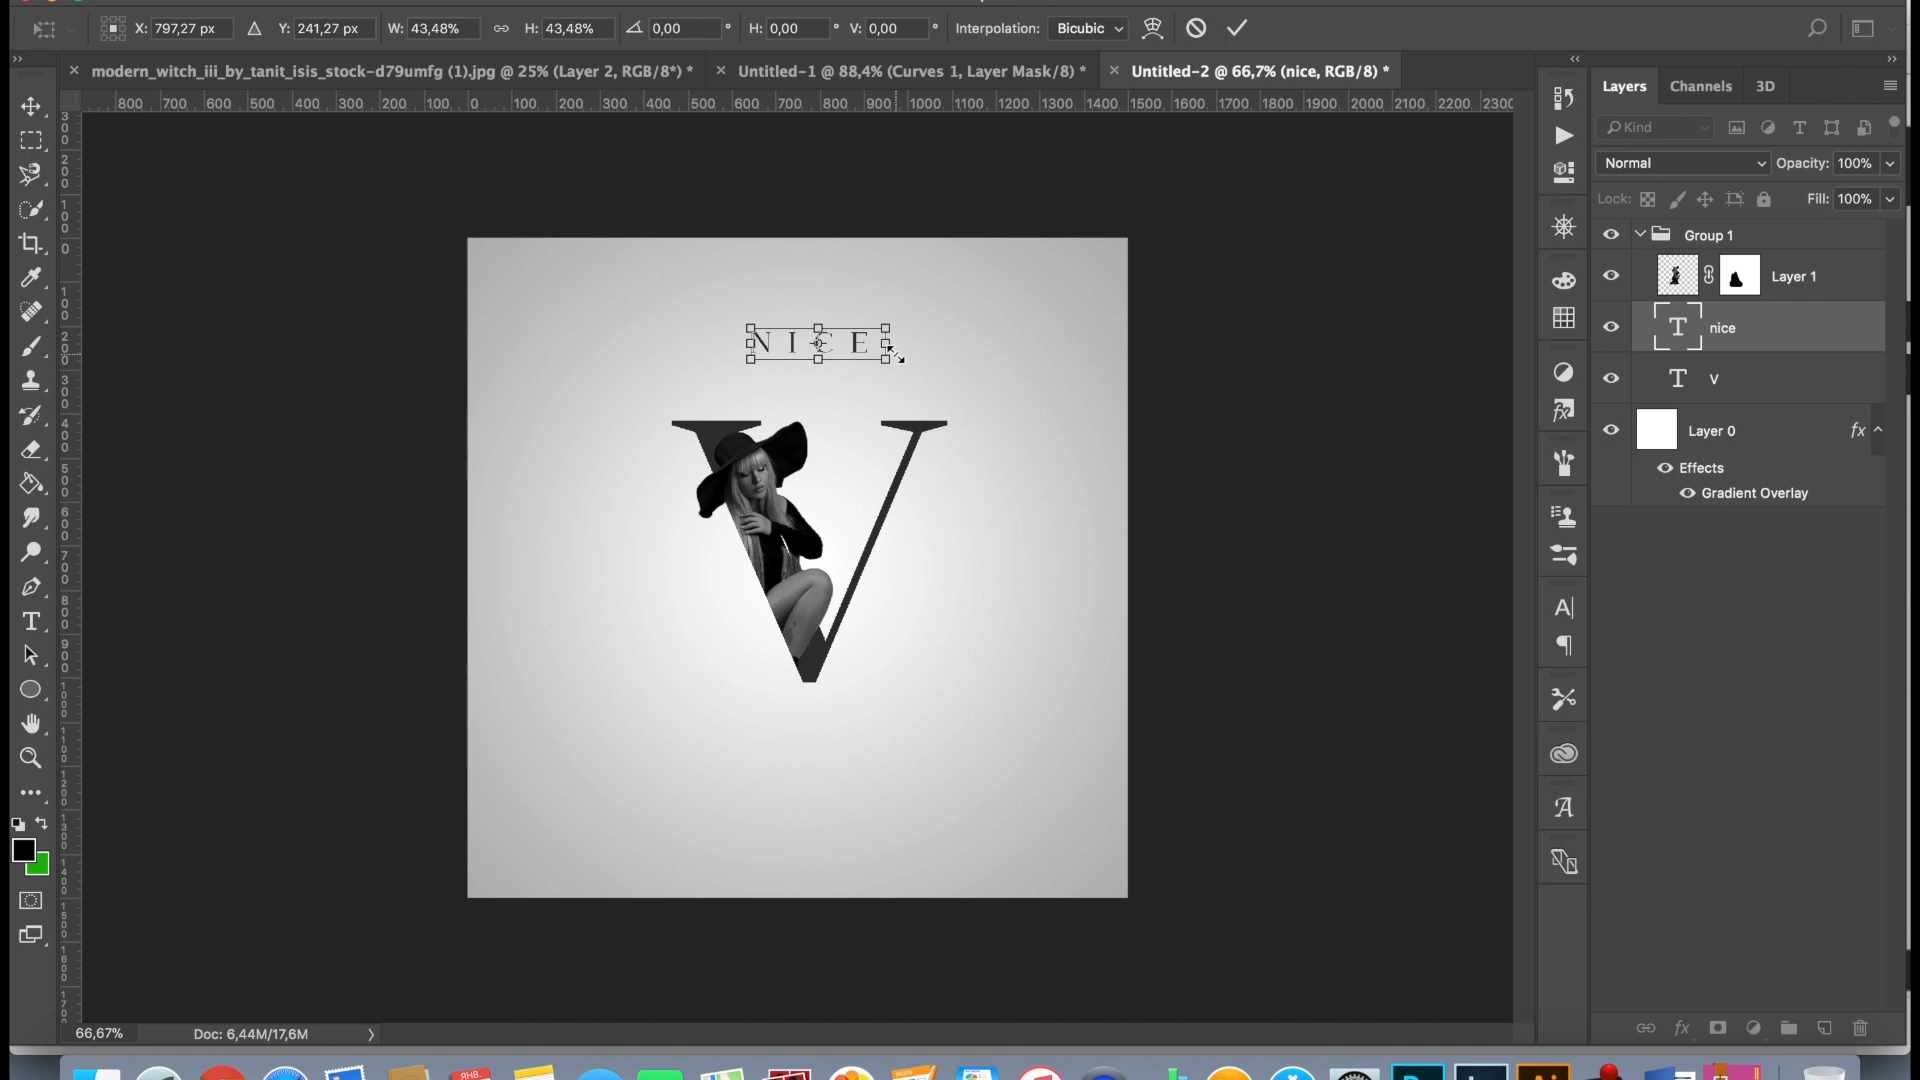 X: 797,27 px Y: 241,27 px W: 43,48% H: 43,48% 0,00 ° H: 0,00 ° V: 0,00 ° Interpolation: Bicubic
modern_witch_iii_by_tanit_isis_stock-d79umfg (1).jpg @ 25% (Layer 2, RGB/8*) * Untitled-1 @ 88,4% (Curves 1, Layer Mask/8) * Untitled-2 @ 66,7% (nice, RGB/8) *
800 700 600 500 400 300 200 100 0 100 200 300 400 500 600 700 800 900 1000 1100 1200 1300 1400 1500 1600 1700 1800 1900 2000 2100 2200 2300
Layers Channels 3D
Kind
Normal Opacity: 100%
Lock: Fill: 100%
Group 1
Layer 1
nice
V
Layer 0 fx
Effects
Gradient Overlay
NICE
V
66,67% Doc: 6,44M/17,6M
ЯНВ.